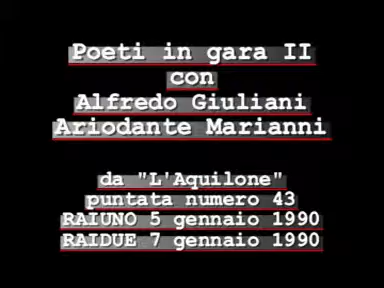 Poeti in gara II
con
Alfredo Giuliani
Ariodante Marianni
da "L'Aquilone"
puntata numero 43
RAIUNO 5 gennaio 1990
RAIDUE 7 gennaio 1990